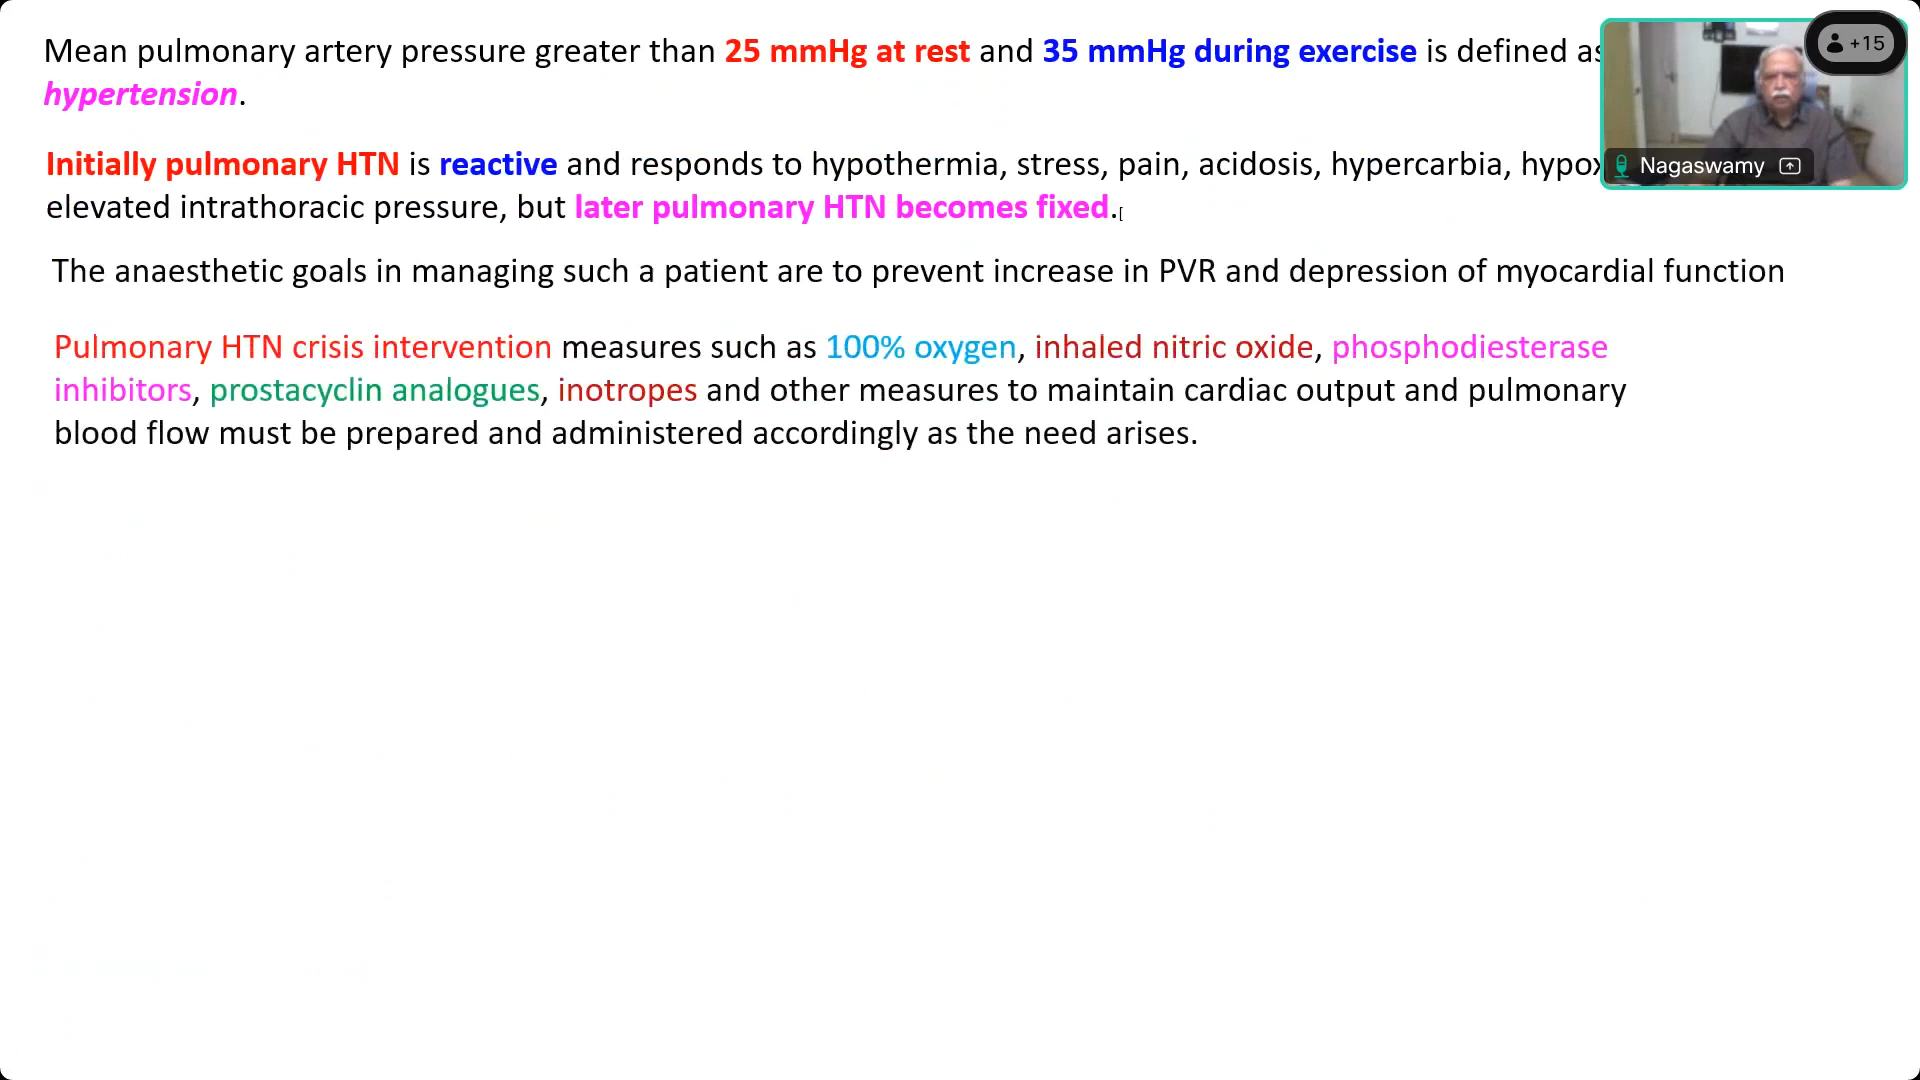 Mean pulmonary artery pressure greater than 25 mmHg at rest and 35 mmHg during exercise is defined as
hypertension.
Initially pulmonary HTN is reactive and responds to hypothermia, stress, pain, acidosis, hypercarbia,
elevated intrathoracic pressure, but later pulmonary HTN becomes fixed.[
The anaesthetic goals in managing such a patient are to prevent increase in PVR and depression of myocardial function
Pulmonary HTN crisis intervention measures such as 100% oxygen, inhaled nitric oxide, phosphodiesterase
inhibitors, prostacyclin analogues, inotropes and other measures to maintain cardiac output and pulmonary
blood flow must be prepared and administered accordingly as the need arises.
+15
Nagaswamy